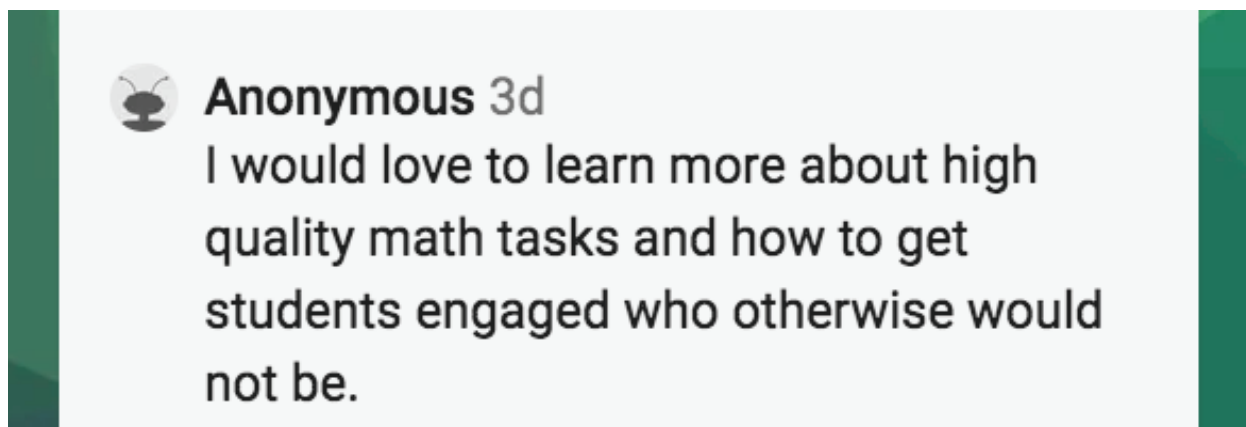 Anonymous 3d
I would love to learn more about high
quality math tasks and how to get
students engaged who otherwise would
not be.